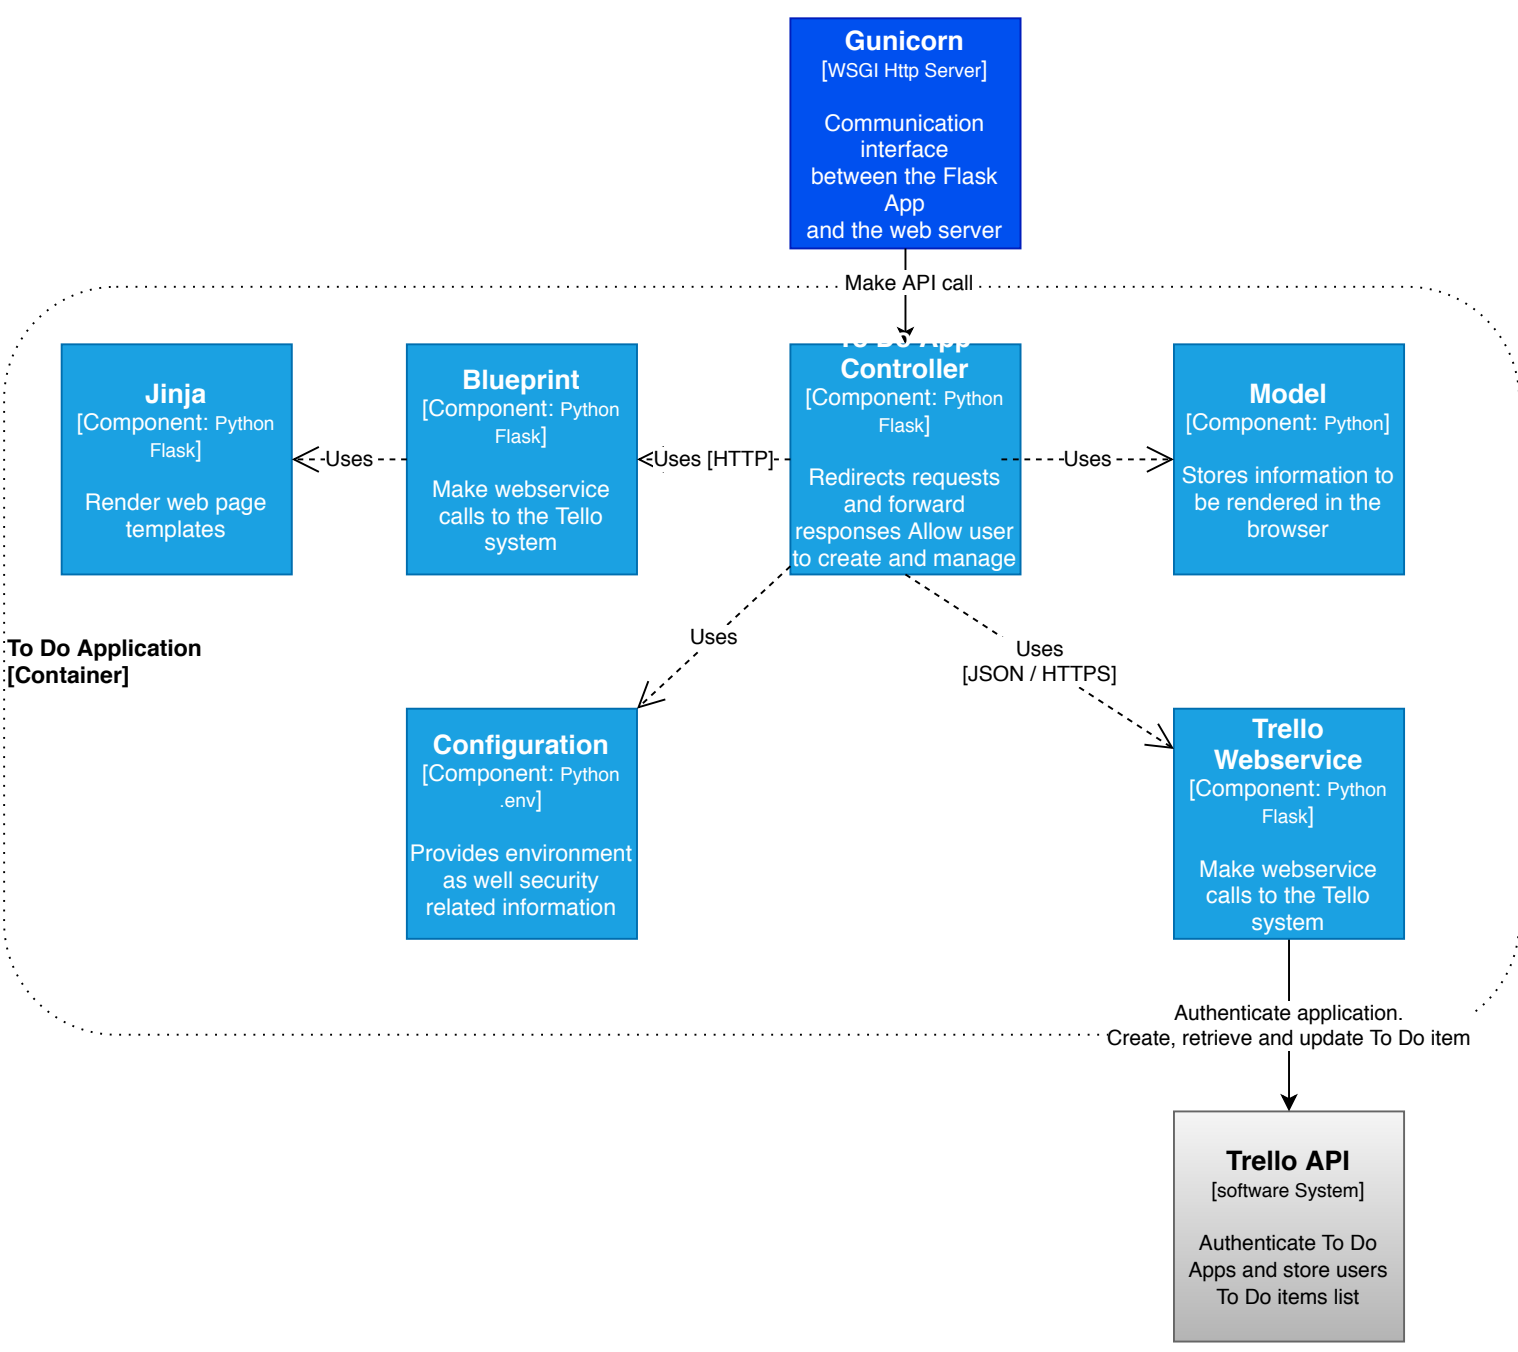 Gunicorn
[WSGI Http Server]
Communication
interface
between the Flask
App
and the web server
Make API call
Jinja
[Component: Python
Flask]
Render web page
templates
Uses
Blueprint
[Component: Python
Flask]
Make webservice
calls to the Tello
system
Uses [HTTP]
To Do App
Controller
[Component: Python
Flask]
Redirects requests
and forward
responses Allow user
to create and manage
Uses
Model
[Component: Python]
Stores information to
be rendered in the
browser
To Do Application
[Container]
Uses
Uses
[JSON / HTTPS]
Configuration
[Component: Python
.env]
Provides environment
as well security
related information
Trello
Webservice
[Component: Python
Flask]
Make webservice
calls to the Tello
system
Authenticate application.
Create, retrieve and update To Do item
Trello API
[software System]
Authenticate To Do
Apps and store users
To Do items list